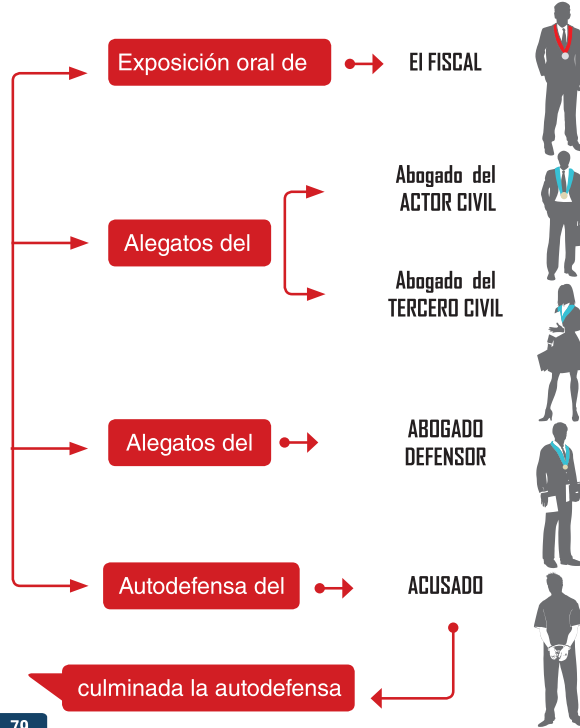 Exposición oral de
El FISCAL
Abogado del
ACTOR CIVIL
Alegatos del
Abogado del
TERCERO CIVIL
Alegatos del
ABOGADO
DEFENSOR
Autodefensa del
ACUSADO
culminada la autodefensa
79